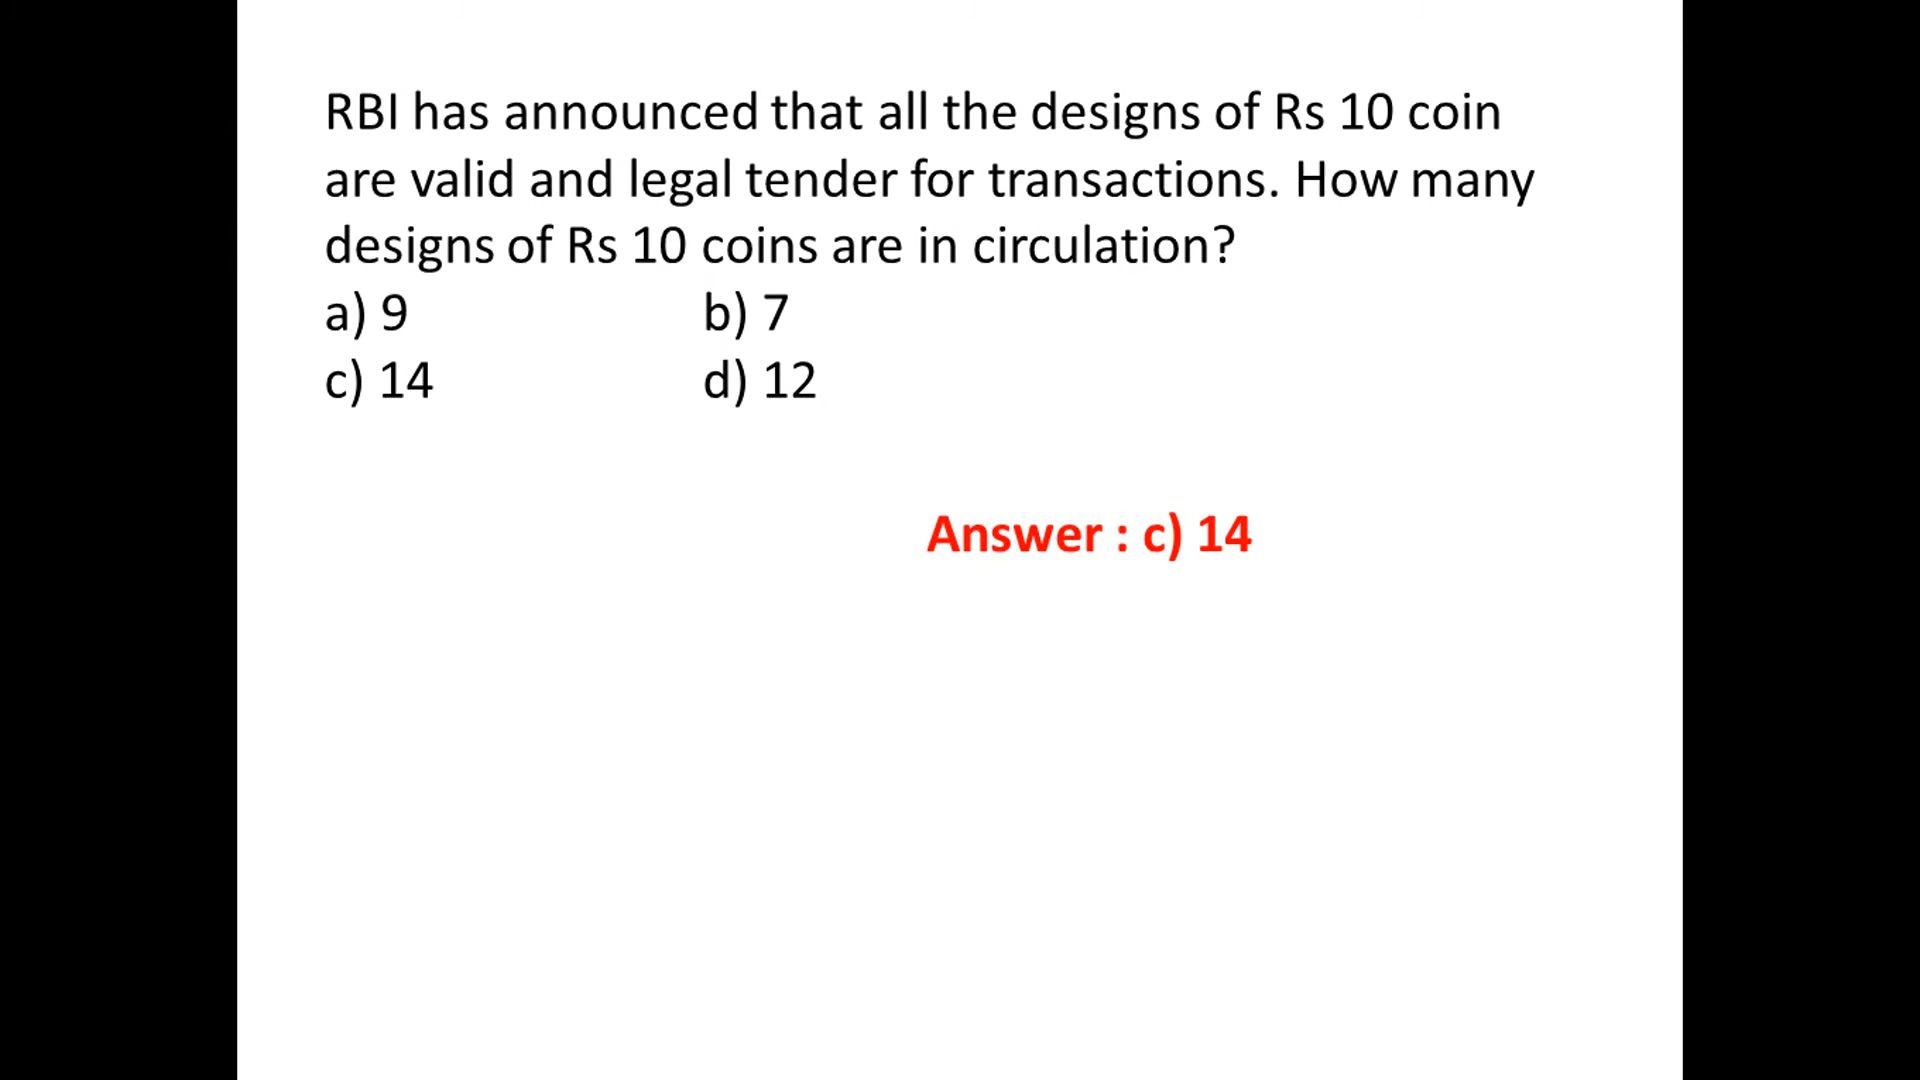 RBI has announced that all the designs of Rs 10 coin
are valid and legal tender for transactions. How many
designs of Rs 10 coins are in circulation?
a) 9 b) 7
c) 14 d) 12
Answer : c) 14